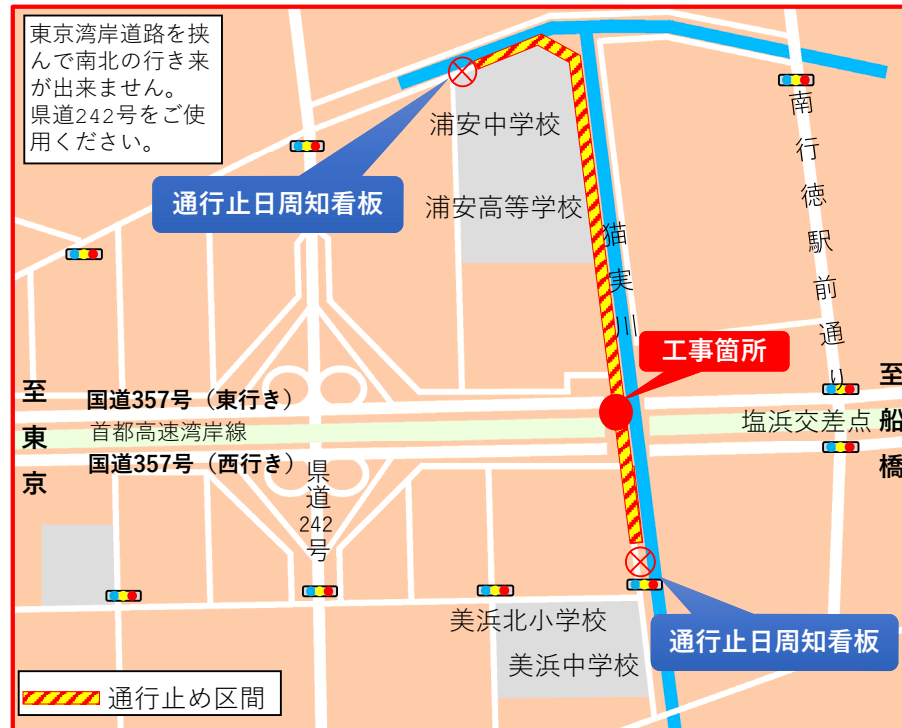 東京湾岸道路を挟
んで南北の行き来
が出来ません。
県道242号をご使
用ください。
浦安中学校
通行止日周知看板
浦安高等学校
南行徳駅前通り
猫実川
工事箇所
至東京
国道357号（東行き）
首都高速湾岸線
国道357号（西行き）
至船橋
塩浜交差点
県道242号
美浜北小学校
美浜中学校
通行止日周知看板
通行止め区間